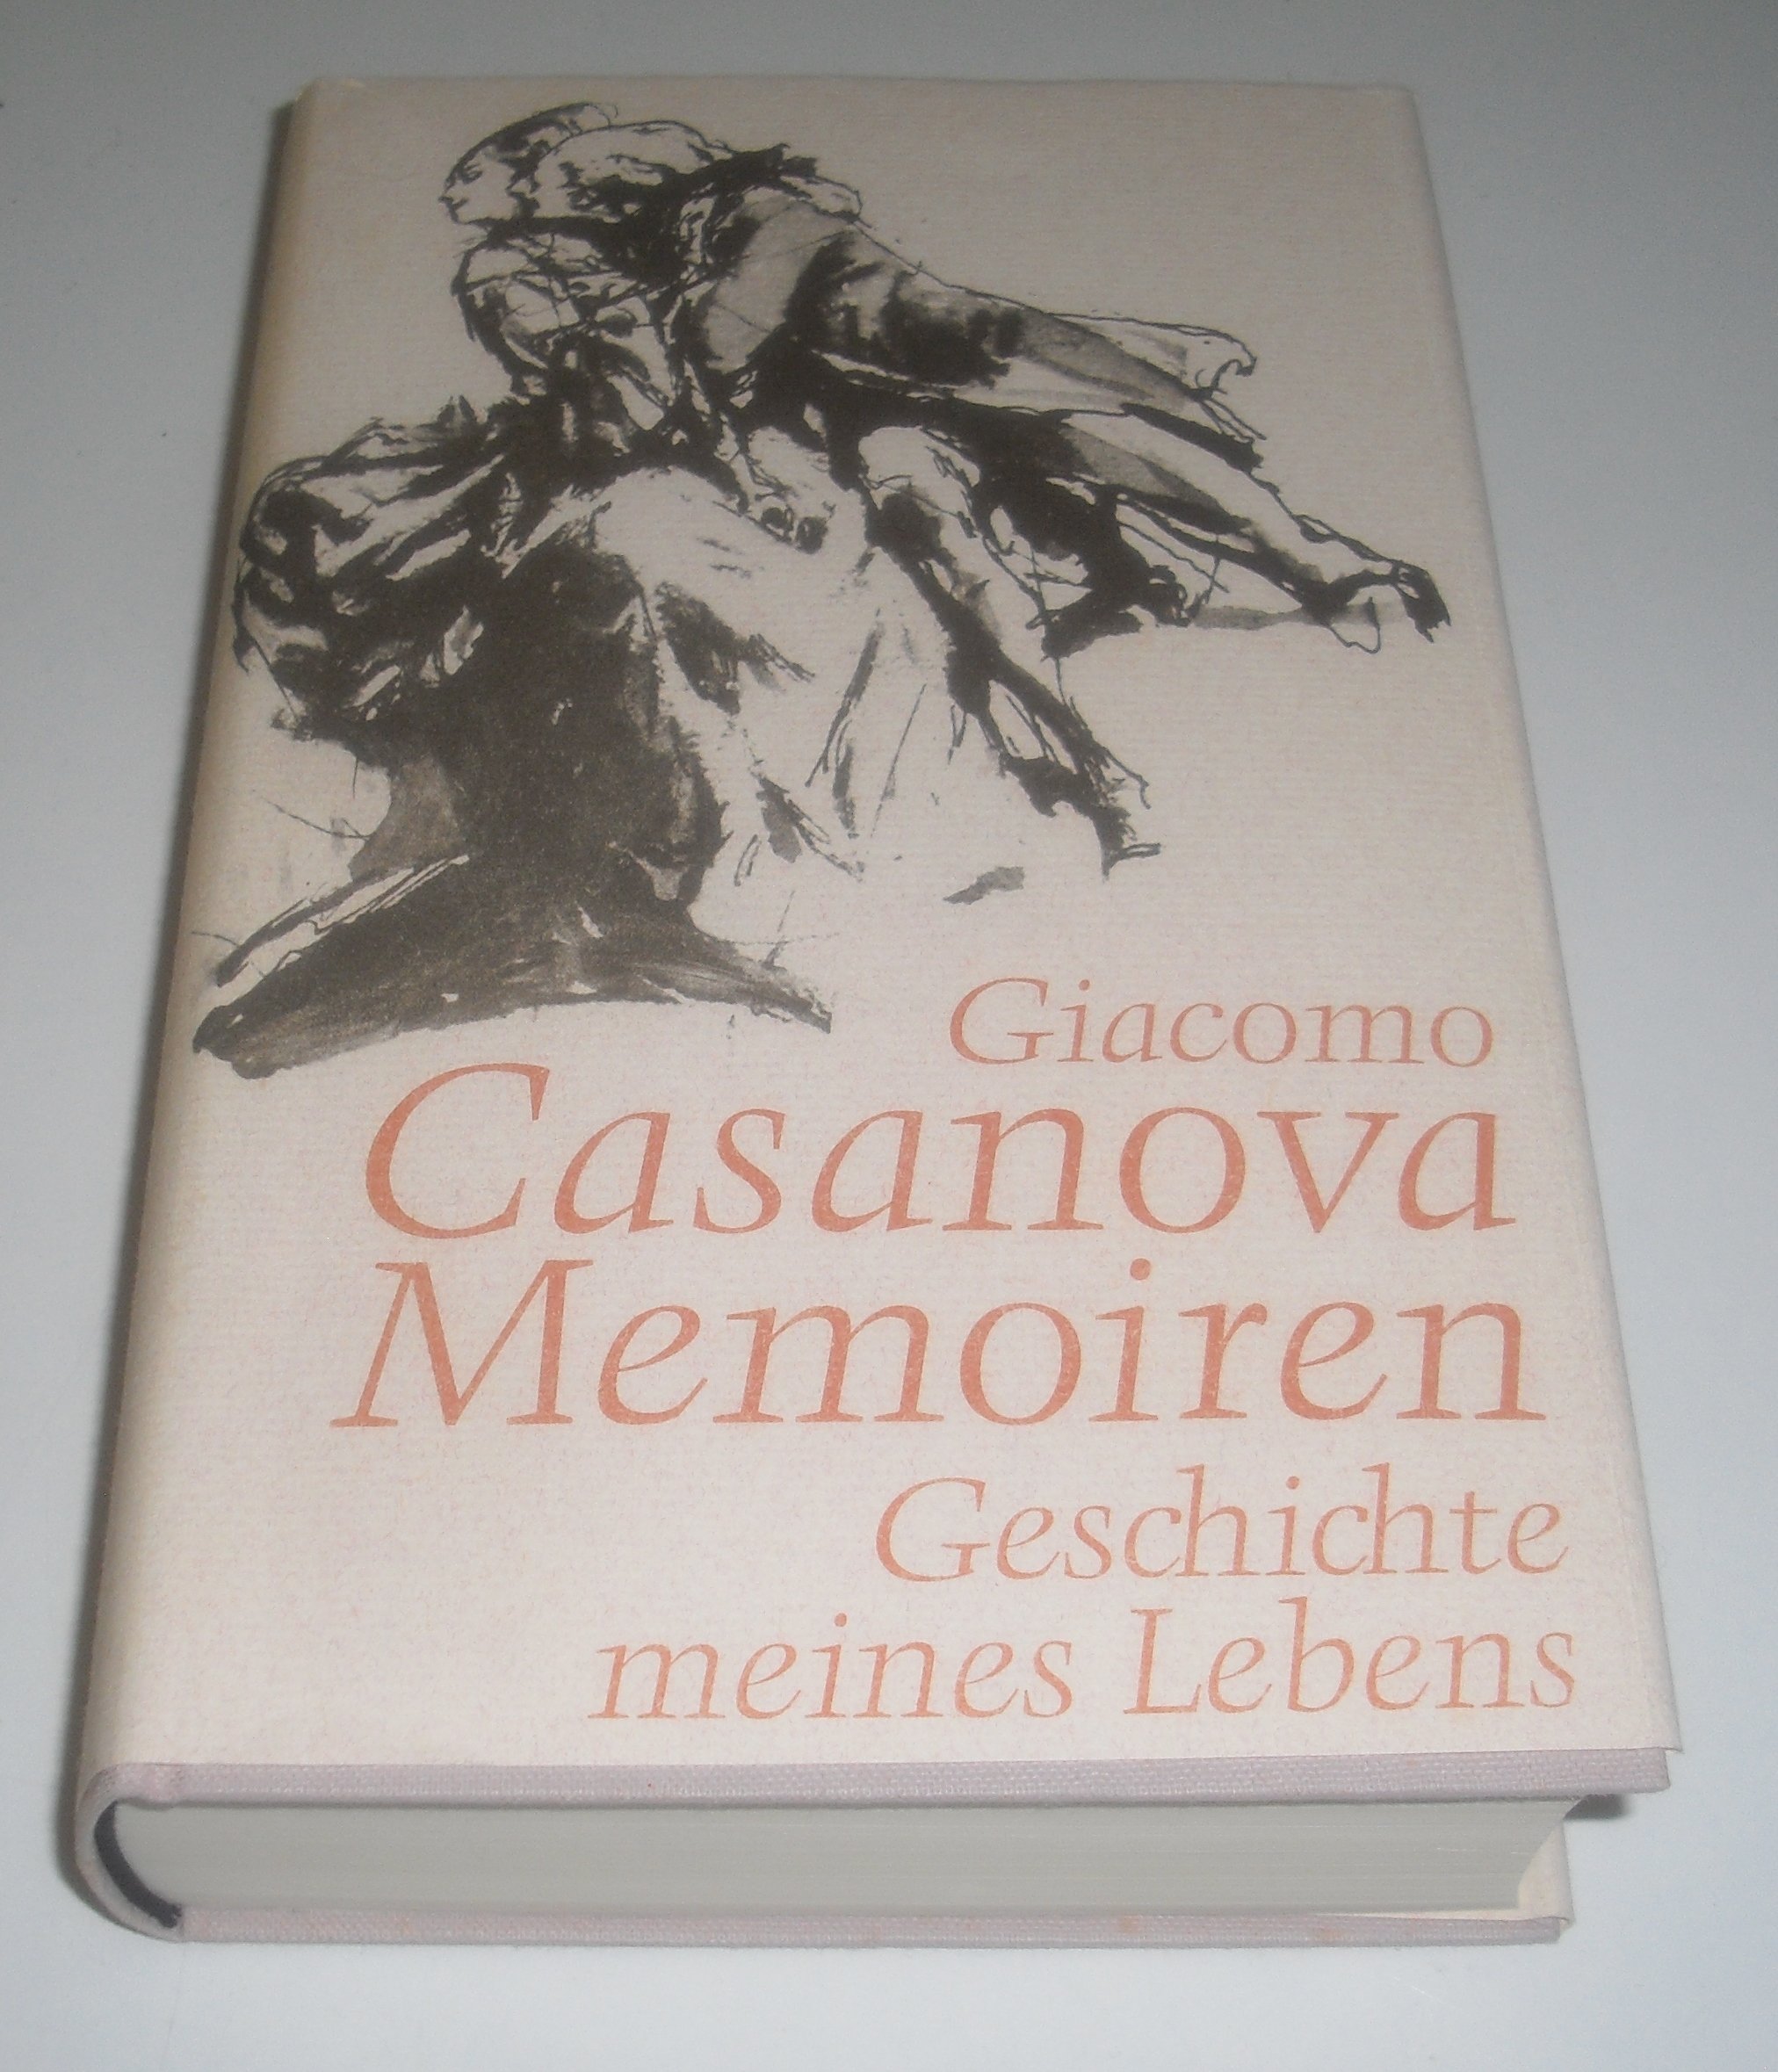 Giacomo
Casanova
Memoiren
Geschichte
meines Lebens